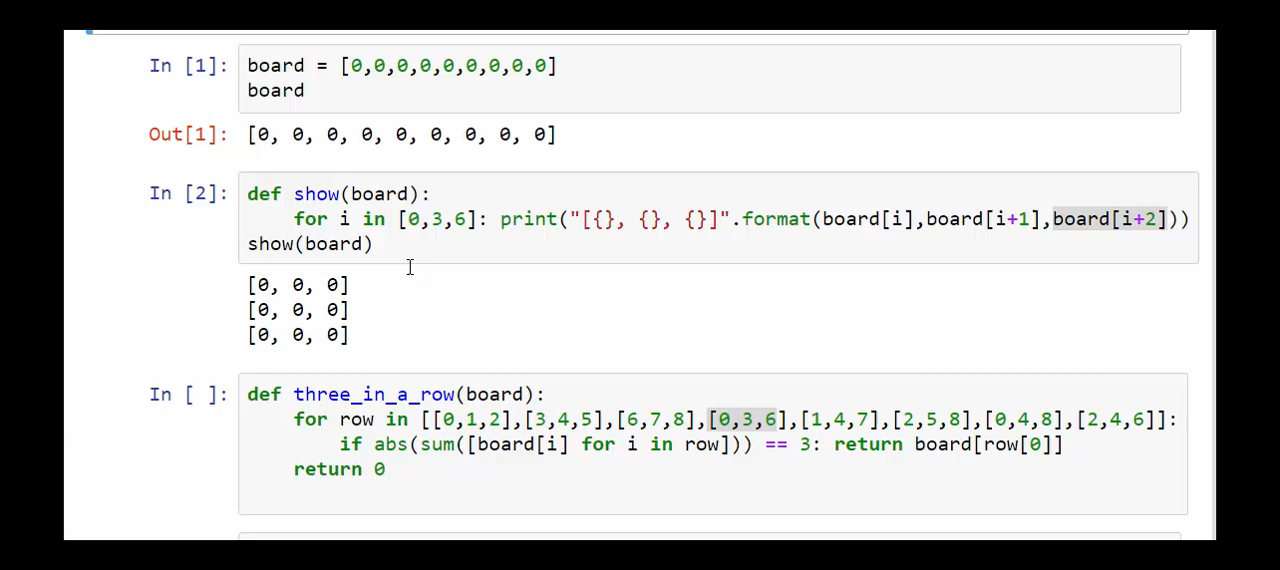 In [1]: board = [0,0,0,0,0,0,0,0,0]
board
Out[1]: [0, 0, 0, 0, 0, 0, 0, 0, 0]
In [2]: def show(board):
    for i in [0,3,6]: print("[{}, {}, {}]".format(board[i],board[i+1],board[i+2]))
show(board)
[0, 0, 0]
[0, 0, 0]
[0, 0, 0]
In [ ]: def three_in_a_row(board):
    for row in [[0,1,2],[3,4,5],[6,7,8],[0,3,6],[1,4,7],[2,5,8],[0,4,8],[2,4,6]]:
        if abs(sum([board[i] for i in row])) == 3: return board[row[0]]
    return 0